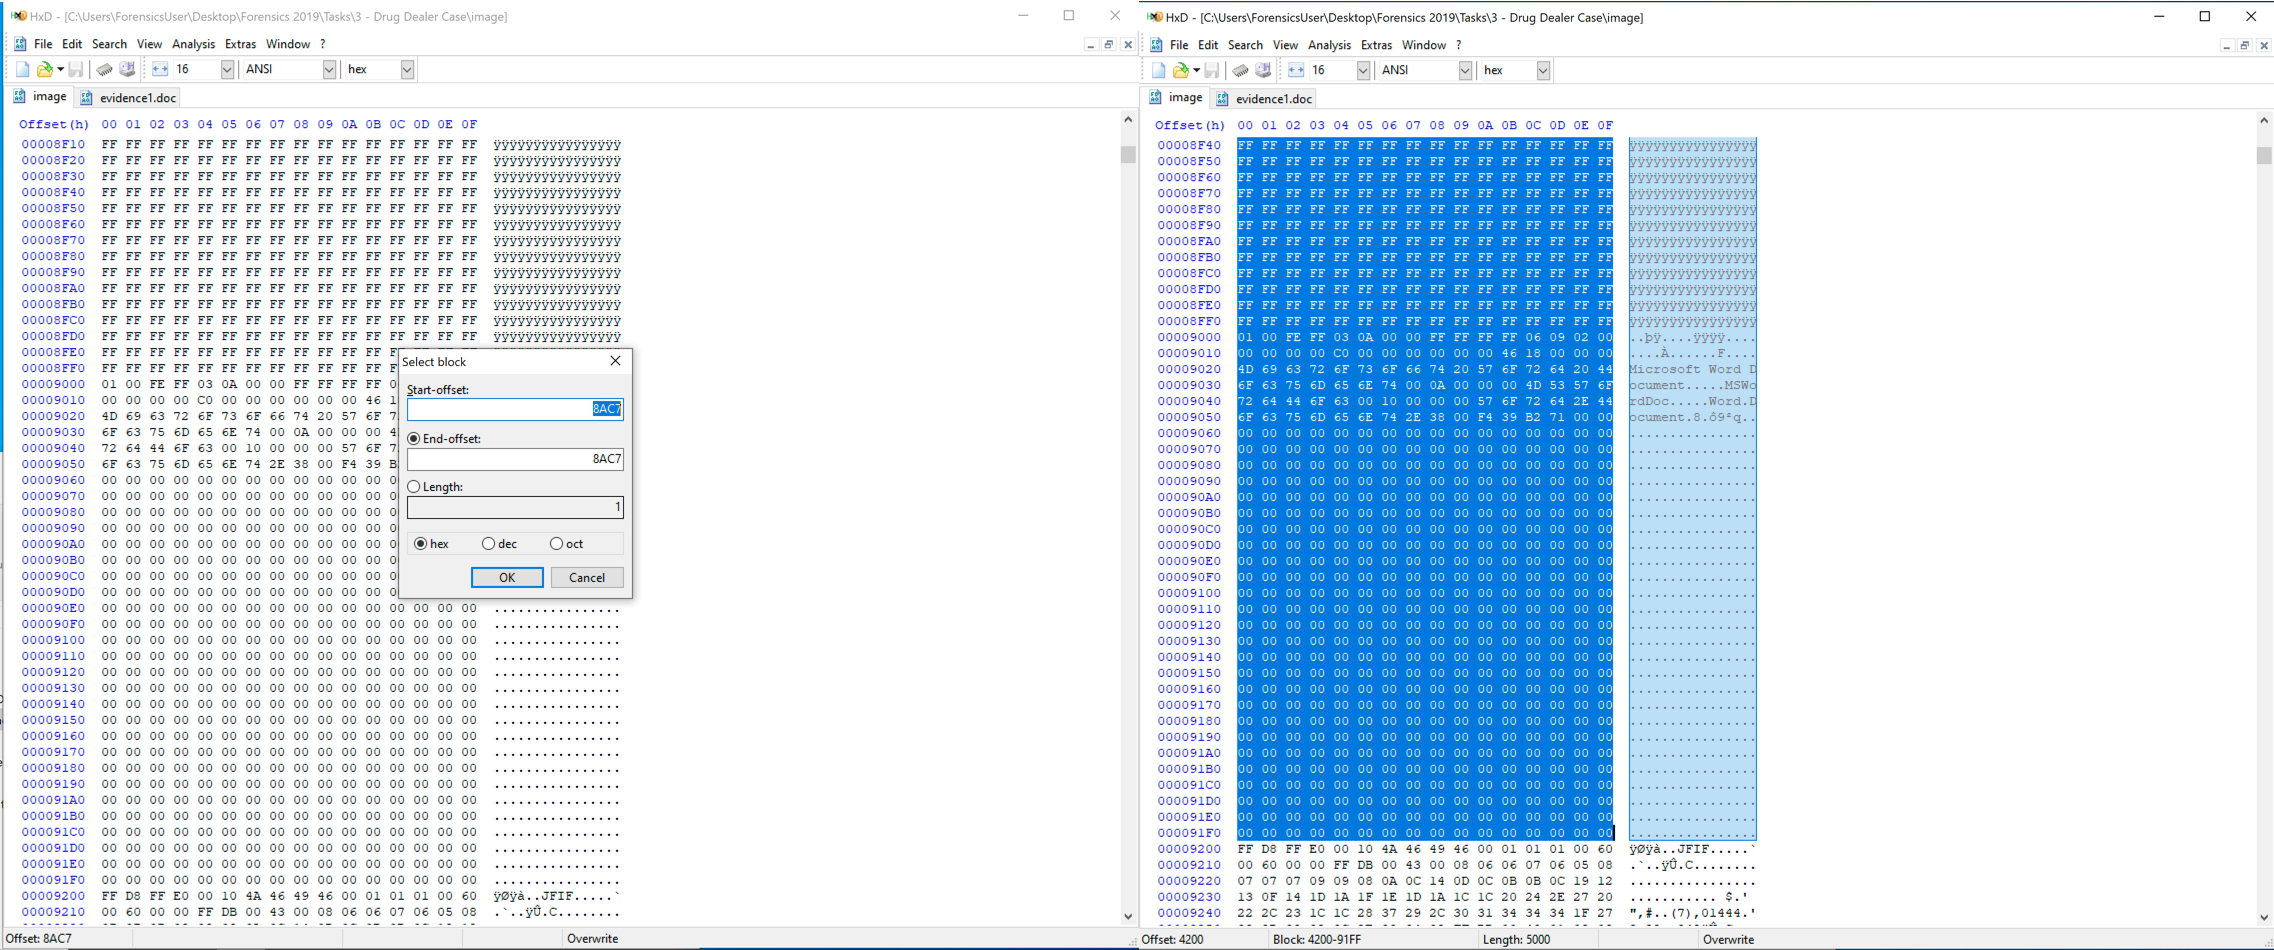 HxD - [C:\Users\ForensicsUser\Desktop\Forensics 2019\Tasks\3 - Drug Dealer Case\image]
File Edit Search View Analysis Extras Window ?
16 ANSI hex
image evidence1.doc
Offset(h) 00 01 02 03 04 05 06 07 08 09 0A 0B 0C 0D 0E 0F
00008F10 FF FF FF FF FF FF FF FF FF FF FF FF FF FF FF FF ÿÿÿÿÿÿÿÿÿÿÿÿÿÿÿÿ
00008F20 FF FF FF FF FF FF FF FF FF FF FF FF FF FF FF FF ÿÿÿÿÿÿÿÿÿÿÿÿÿÿÿÿ
00008F30 FF FF FF FF FF FF FF FF FF FF FF FF FF FF FF FF ÿÿÿÿÿÿÿÿÿÿÿÿÿÿÿÿ
00008F40 FF FF FF FF FF FF FF FF FF FF FF FF FF FF FF FF ÿÿÿÿÿÿÿÿÿÿÿÿÿÿÿÿ
00008F50 FF FF FF FF FF FF FF FF FF FF FF FF FF FF FF FF ÿÿÿÿÿÿÿÿÿÿÿÿÿÿÿÿ
00008F60 FF FF FF FF FF FF FF FF FF FF FF FF FF FF FF FF ÿÿÿÿÿÿÿÿÿÿÿÿÿÿÿÿ
00008F70 FF FF FF FF FF FF FF FF FF FF FF FF FF FF FF FF ÿÿÿÿÿÿÿÿÿÿÿÿÿÿÿÿ
00008F80 FF FF FF FF FF FF FF FF FF FF FF FF FF FF FF FF ÿÿÿÿÿÿÿÿÿÿÿÿÿÿÿÿ
00008F90 FF FF FF FF FF FF FF FF FF FF FF FF FF FF FF FF ÿÿÿÿÿÿÿÿÿÿÿÿÿÿÿÿ
00008FA0 FF FF FF FF FF FF FF FF FF FF FF FF FF FF FF FF ÿÿÿÿÿÿÿÿÿÿÿÿÿÿÿÿ
00008FB0 FF FF FF FF FF FF FF FF FF FF FF FF FF FF FF FF ÿÿÿÿÿÿÿÿÿÿÿÿÿÿÿÿ
00008FC0 FF FF FF FF FF FF FF FF FF FF FF FF FF FF FF FF ÿÿÿÿÿÿÿÿÿÿÿÿÿÿÿÿ
00008FD0 FF FF FF FF FF FF FF FF FF FF FF FF FF FF FF FF ÿÿÿÿÿÿÿÿÿÿÿÿÿÿÿÿ
00008FE0 FF FF FF FF FF FF FF FF FF FF FF FF
00008FF0 FF FF FF FF FF FF FF FF FF FF FF FF
00009000 01 00 FE FF 03 0A 00 00 FF FF FF FF
00009010 00 00 00 00 C0 00 00 00 00 00 00 46
00009020 4D 69 63 72 6F 73 6F 66 74 20 57 6F
00009030 6F 63 75 6D 65 6E 74 00 0A 00 00 00
00009040 72 64 44 6F 63 00 10 00 00 00 57 6F
00009050 6F 63 75 6D 65 6E 74 2E 38 00 F4 39
00009060 00 00 00 00 00 00 00 00 00 00 00 00
00009070 00 00 00 00 00 00 00 00 00 00 00 00
00009080 00 00 00 00 00 00 00 00 00 00 00 00
00009090 00 00 00 00 00 00 00 00 00 00 00 00
000090A0 00 00 00 00 00 00 00 00 00 00 00 00
000090B0 00 00 00 00 00 00 00 00 00 00 00 00
000090C0 00 00 00 00 00 00 00 00 00 00 00 00
000090D0 00 00 00 00 00 00 00 00 00 00 00 00
Select block
Start-offset:
8AC7
End-offset:
8AC7
Length:
1
hex dec oct
OK Cancel
000090E0 00 00 00 00 00 00 00 00 00 00 00 00 00 00 00 00 ................
000090F0 00 00 00 00 00 00 00 00 00 00 00 00 00 00 00 00 ................
00009100 00 00 00 00 00 00 00 00 00 00 00 00 00 00 00 00 ................
00009110 00 00 00 00 00 00 00 00 00 00 00 00 00 00 00 00 ................
00009120 00 00 00 00 00 00 00 00 00 00 00 00 00 00 00 00 ................
00009130 00 00 00 00 00 00 00 00 00 00 00 00 00 00 00 00 ................
00009140 00 00 00 00 00 00 00 00 00 00 00 00 00 00 00 00 ................
00009150 00 00 00 00 00 00 00 00 00 00 00 00 00 00 00 00 ................
00009160 00 00 00 00 00 00 00 00 00 00 00 00 00 00 00 00 ................
00009170 00 00 00 00 00 00 00 00 00 00 00 00 00 00 00 00 ................
00009180 00 00 00 00 00 00 00 00 00 00 00 00 00 00 00 00 ................
00009190 00 00 00 00 00 00 00 00 00 00 00 00 00 00 00 00 ................
000091A0 00 00 00 00 00 00 00 00 00 00 00 00 00 00 00 00 ................
000091B0 00 00 00 00 00 00 00 00 00 00 00 00 00 00 00 00 ................
000091C0 00 00 00 00 00 00 00 00 00 00 00 00 00 00 00 00 ................
000091D0 00 00 00 00 00 00 00 00 00 00 00 00 00 00 00 00 ................
000091E0 00 00 00 00 00 00 00 00 00 00 00 00 00 00 00 00 ................
000091F0 00 00 00 00 00 00 00 00 00 00 00 00 00 00 00 00 ................
00009200 FF D8 FF E0 00 10 4A 46 49 46 00 01 01 01 00 60 ÿØÿà..JFIF.....`
00009210 00 60 00 00 FF DB 00 43 00 08 06 06 07 06 05 08 .`..ÿÛ.C........
Offset: 8AC7 Overwrite
HxD - [C:\Users\ForensicsUser\Desktop\Forensics 2019\Tasks\3 - Drug Dealer Case\image]
File Edit Search View Analysis Extras Window ?
16 ANSI hex
image evidence1.doc
Offset(h) 00 01 02 03 04 05 06 07 08 09 0A 0B 0C 0D 0E 0F
00008F40 FF FF FF FF FF FF FF FF FF FF FF FF FF FF FF FF ÿÿÿÿÿÿÿÿÿÿÿÿÿÿÿÿ
00008F50 FF FF FF FF FF FF FF FF FF FF FF FF FF FF FF FF ÿÿÿÿÿÿÿÿÿÿÿÿÿÿÿÿ
00008F60 FF FF FF FF FF FF FF FF FF FF FF FF FF FF FF FF ÿÿÿÿÿÿÿÿÿÿÿÿÿÿÿÿ
00008F70 FF FF FF FF FF FF FF FF FF FF FF FF FF FF FF FF ÿÿÿÿÿÿÿÿÿÿÿÿÿÿÿÿ
00008F80 FF FF FF FF FF FF FF FF FF FF FF FF FF FF FF FF ÿÿÿÿÿÿÿÿÿÿÿÿÿÿÿÿ
00008F90 FF FF FF FF FF FF FF FF FF FF FF FF FF FF FF FF ÿÿÿÿÿÿÿÿÿÿÿÿÿÿÿÿ
00008FA0 FF FF FF FF FF FF FF FF FF FF FF FF FF FF FF FF ÿÿÿÿÿÿÿÿÿÿÿÿÿÿÿÿ
00008FB0 FF FF FF FF FF FF FF FF FF FF FF FF FF FF FF FF ÿÿÿÿÿÿÿÿÿÿÿÿÿÿÿÿ
00008FC0 FF FF FF FF FF FF FF FF FF FF FF FF FF FF FF FF ÿÿÿÿÿÿÿÿÿÿÿÿÿÿÿÿ
00008FD0 FF FF FF FF FF FF FF FF FF FF FF FF FF FF FF FF ÿÿÿÿÿÿÿÿÿÿÿÿÿÿÿÿ
00008FE0 FF FF FF FF FF FF FF FF FF FF FF FF FF FF FF FF ÿÿÿÿÿÿÿÿÿÿÿÿÿÿÿÿ
00008FF0 FF FF FF FF FF FF FF FF FF FF FF FF FF FF FF FF ÿÿÿÿÿÿÿÿÿÿÿÿÿÿÿÿ
00009000 01 00 FE FF 03 0A 00 00 FF FF FF FF 06 09 02 00 ..þÿ....ÿÿÿÿ....
00009010 00 00 00 00 C0 00 00 00 00 00 00 46 18 00 00 00 ....À......F....
00009020 4D 69 63 72 6F 73 6F 66 74 20 57 6F 72 64 20 44 Microsoft Word D
00009030 6F 63 75 6D 65 6E 74 00 0A 00 00 00 4D 53 57 6F ocument.....MSWo
00009040 72 64 44 6F 63 00 10 00 00 00 57 6F 72 64 2E 44 rdDoc.....Word.D
00009050 6F 63 75 6D 65 6E 74 2E 38 00 F4 39 B2 71 00 00 ocument.8.ô9²q..
00009060 00 00 00 00 00 00 00 00 00 00 00 00 00 00 00 00 ................
00009070 00 00 00 00 00 00 00 00 00 00 00 00 00 00 00 00 ................
00009080 00 00 00 00 00 00 00 00 00 00 00 00 00 00 00 00 ................
00009090 00 00 00 00 00 00 00 00 00 00 00 00 00 00 00 00 ................
000090A0 00 00 00 00 00 00 00 00 00 00 00 00 00 00 00 00 ................
000090B0 00 00 00 00 00 00 00 00 00 00 00 00 00 00 00 00 ................
000090C0 00 00 00 00 00 00 00 00 00 00 00 00 00 00 00 00 ................
000090D0 00 00 00 00 00 00 00 00 00 00 00 00 00 00 00 00 ................
000090E0 00 00 00 00 00 00 00 00 00 00 00 00 00 00 00 00 ................
000090F0 00 00 00 00 00 00 00 00 00 00 00 00 00 00 00 00 ................
00009100 00 00 00 00 00 00 00 00 00 00 00 00 00 00 00 00 ................
00009110 00 00 00 00 00 00 00 00 00 00 00 00 00 00 00 00 ................
00009120 00 00 00 00 00 00 00 00 00 00 00 00 00 00 00 00 ................
00009130 00 00 00 00 00 00 00 00 00 00 00 00 00 00 00 00 ................
00009140 00 00 00 00 00 00 00 00 00 00 00 00 00 00 00 00 ................
00009150 00 00 00 00 00 00 00 00 00 00 00 00 00 00 00 00 ................
00009160 00 00 00 00 00 00 00 00 00 00 00 00 00 00 00 00 ................
00009170 00 00 00 00 00 00 00 00 00 00 00 00 00 00 00 00 ................
00009180 00 00 00 00 00 00 00 00 00 00 00 00 00 00 00 00 ................
00009190 00 00 00 00 00 00 00 00 00 00 00 00 00 00 00 00 ................
000091A0 00 00 00 00 00 00 00 00 00 00 00 00 00 00 00 00 ................
000091B0 00 00 00 00 00 00 00 00 00 00 00 00 00 00 00 00 ................
000091C0 00 00 00 00 00 00 00 00 00 00 00 00 00 00 00 00 ................
000091D0 00 00 00 00 00 00 00 00 00 00 00 00 00 00 00 00 ................
000091E0 00 00 00 00 00 00 00 00 00 00 00 00 00 00 00 00 ................
000091F0 00 00 00 00 00 00 00 00 00 00 00 00 00 00 00 00 ................
00009200 FF D8 FF E0 00 10 4A 46 49 46 00 01 01 01 00 60 ÿØÿà..JFIF.....`
00009210 00 60 00 00 FF DB 00 43 00 08 06 06 07 06 05 08 .`..ÿÛ.C........
00009220 07 07 07 09 09 08 0A 0C 14 0D 0C 0B 0B 0C 19 12 ................
00009230 13 0F 14 1D 1A 1F 1E 1D 1A 1C 1C 20 24 2E 27 20 ........... $.'
00009240 22 2C 23 1C 1C 28 37 29 2C 30 31 34 34 34 1F 27 ",#..(7),01444.'
Offset: 4200 Block: 4200-91FF Length: 5000 Overwrite